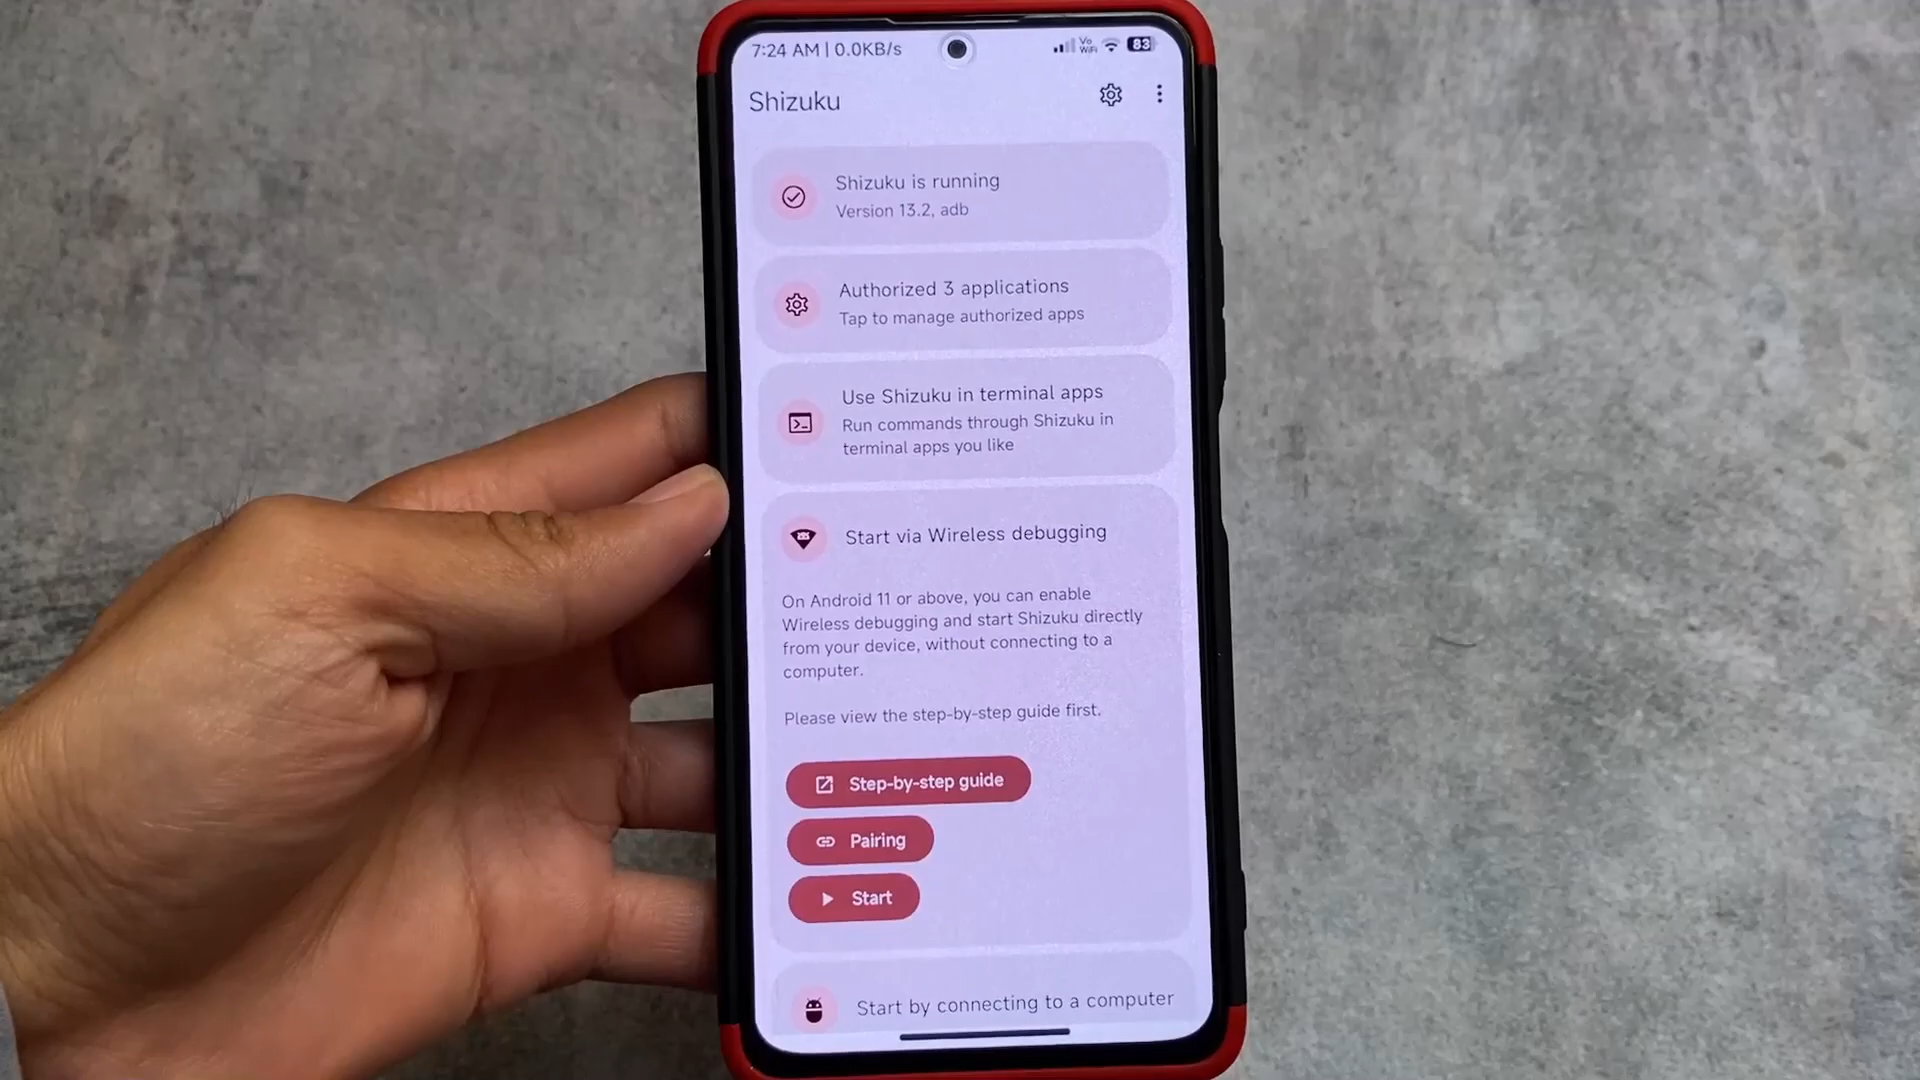 7:24 AM | 0.0KB/s
Vo
WiFi
83
Shizuku
Shizuku is running
Version 13.2, adb
Authorized 3 applications
Tap to manage authorized apps
Use Shizuku in terminal apps
Run commands through Shizuku in
terminal apps you like
Start via Wireless debugging
On Android 11 or above, you can enable
Wireless debugging and start Shizuku directly
from your device, without connecting to a
computer.
Please view the step-by-step guide first.
Step-by-step guide
Pairing
Start
Start by connecting to a computer